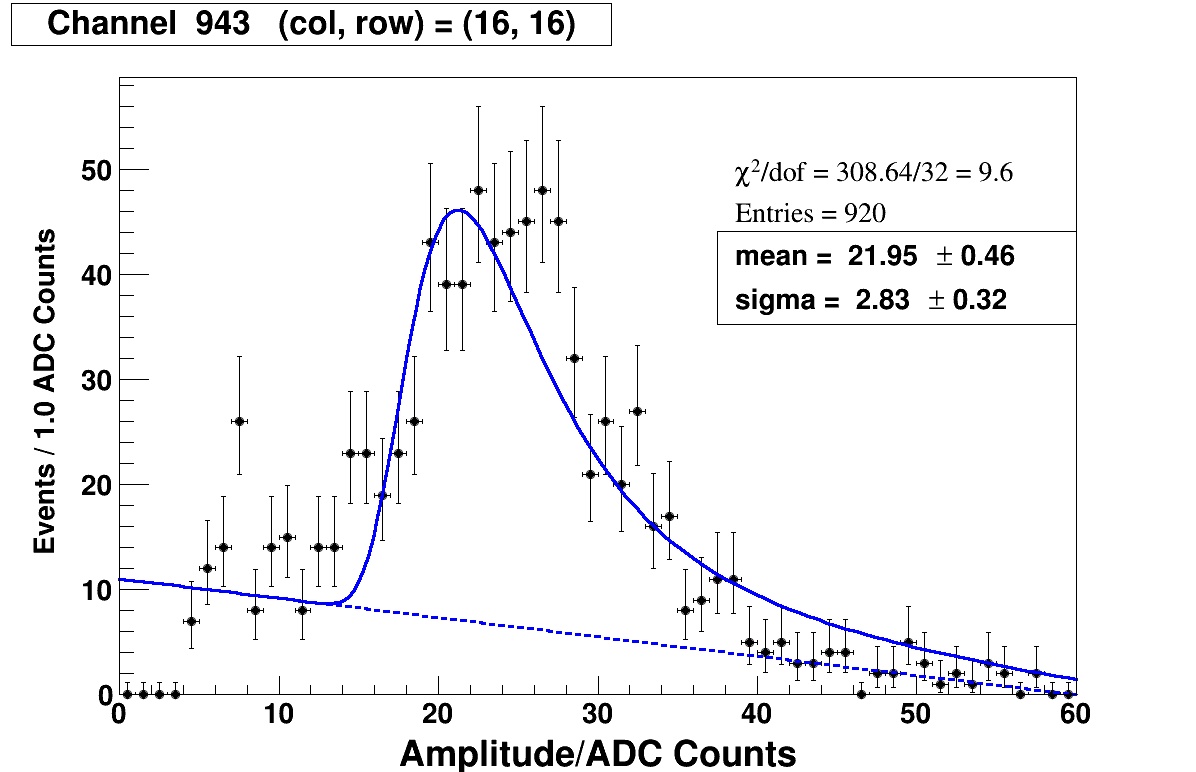 Channel 943 (col, row) = (16, 16)
χ²/dof = 308.64/32 = 9.6
Entries = 920
mean = 21.95 ± 0.46
sigma = 2.83 ± 0.32
Events / 1.0 ADC Counts
50
40
30
20
10
0
0 10 20 30 40 50 60
Amplitude/ADC Counts